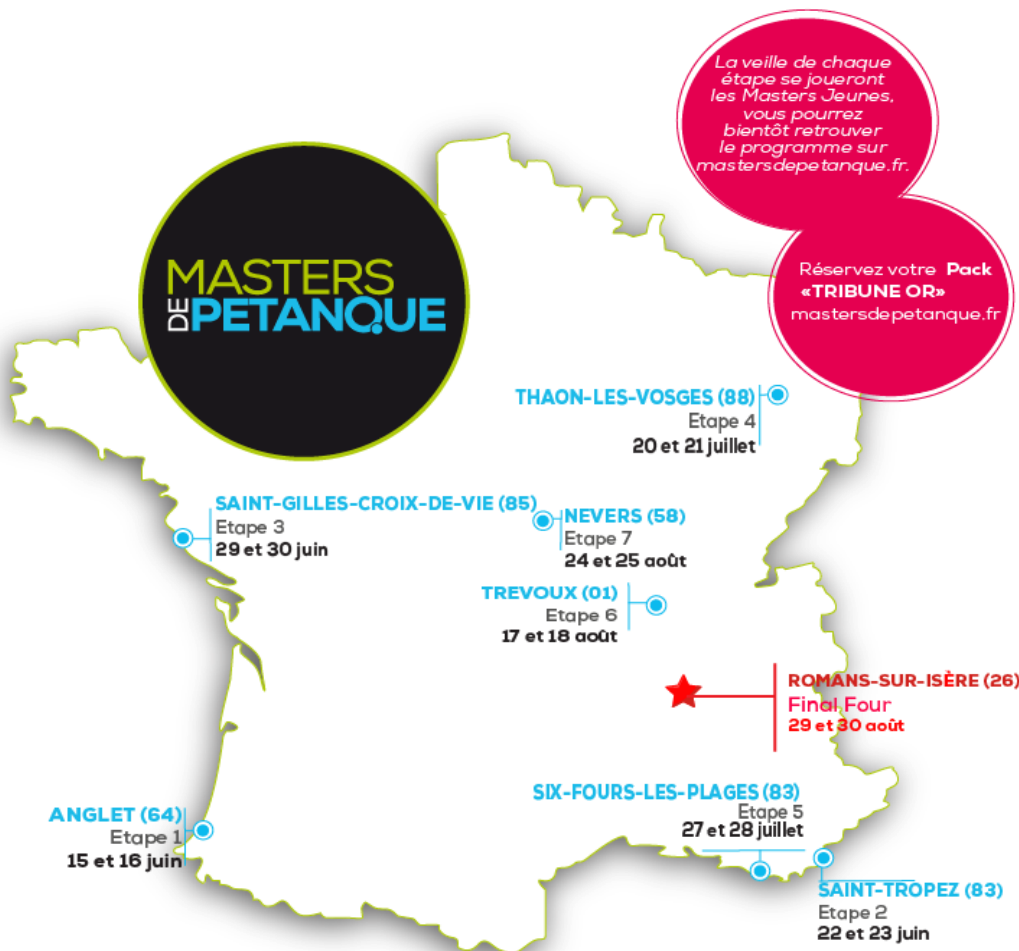 La veille de chaque
étape se joueront
les Masters Jeunes,
vous pourrez
bientôt retrouver
le programme sur
mastersdepetanque.fr.
Réservez votre Pack
«TRIBUNE OR»
mastersdepetanque.fr
MASTERS
DE PETANQUE
THAON-LES-VOSGES (88)
Etape 4
20 et 21 juillet
SAINT-GILLES-CROIX-DE-VIE (85)
Etape 3
29 et 30 juin
NEVERS (58)
Etape 7
24 et 25 août
TREVOUX (01)
Etape 6
17 et 18 août
ROMANS-SUR-ISÈRE (26)
Final Four
29 et 30 août
SIX-FOURS-LES-PLAGES (83)
Etape 5
27 et 28 juillet
ANGLET (64)
Etape 1
15 et 16 juin
SAINT-TROPEZ (83)
Etape 2
22 et 23 juin